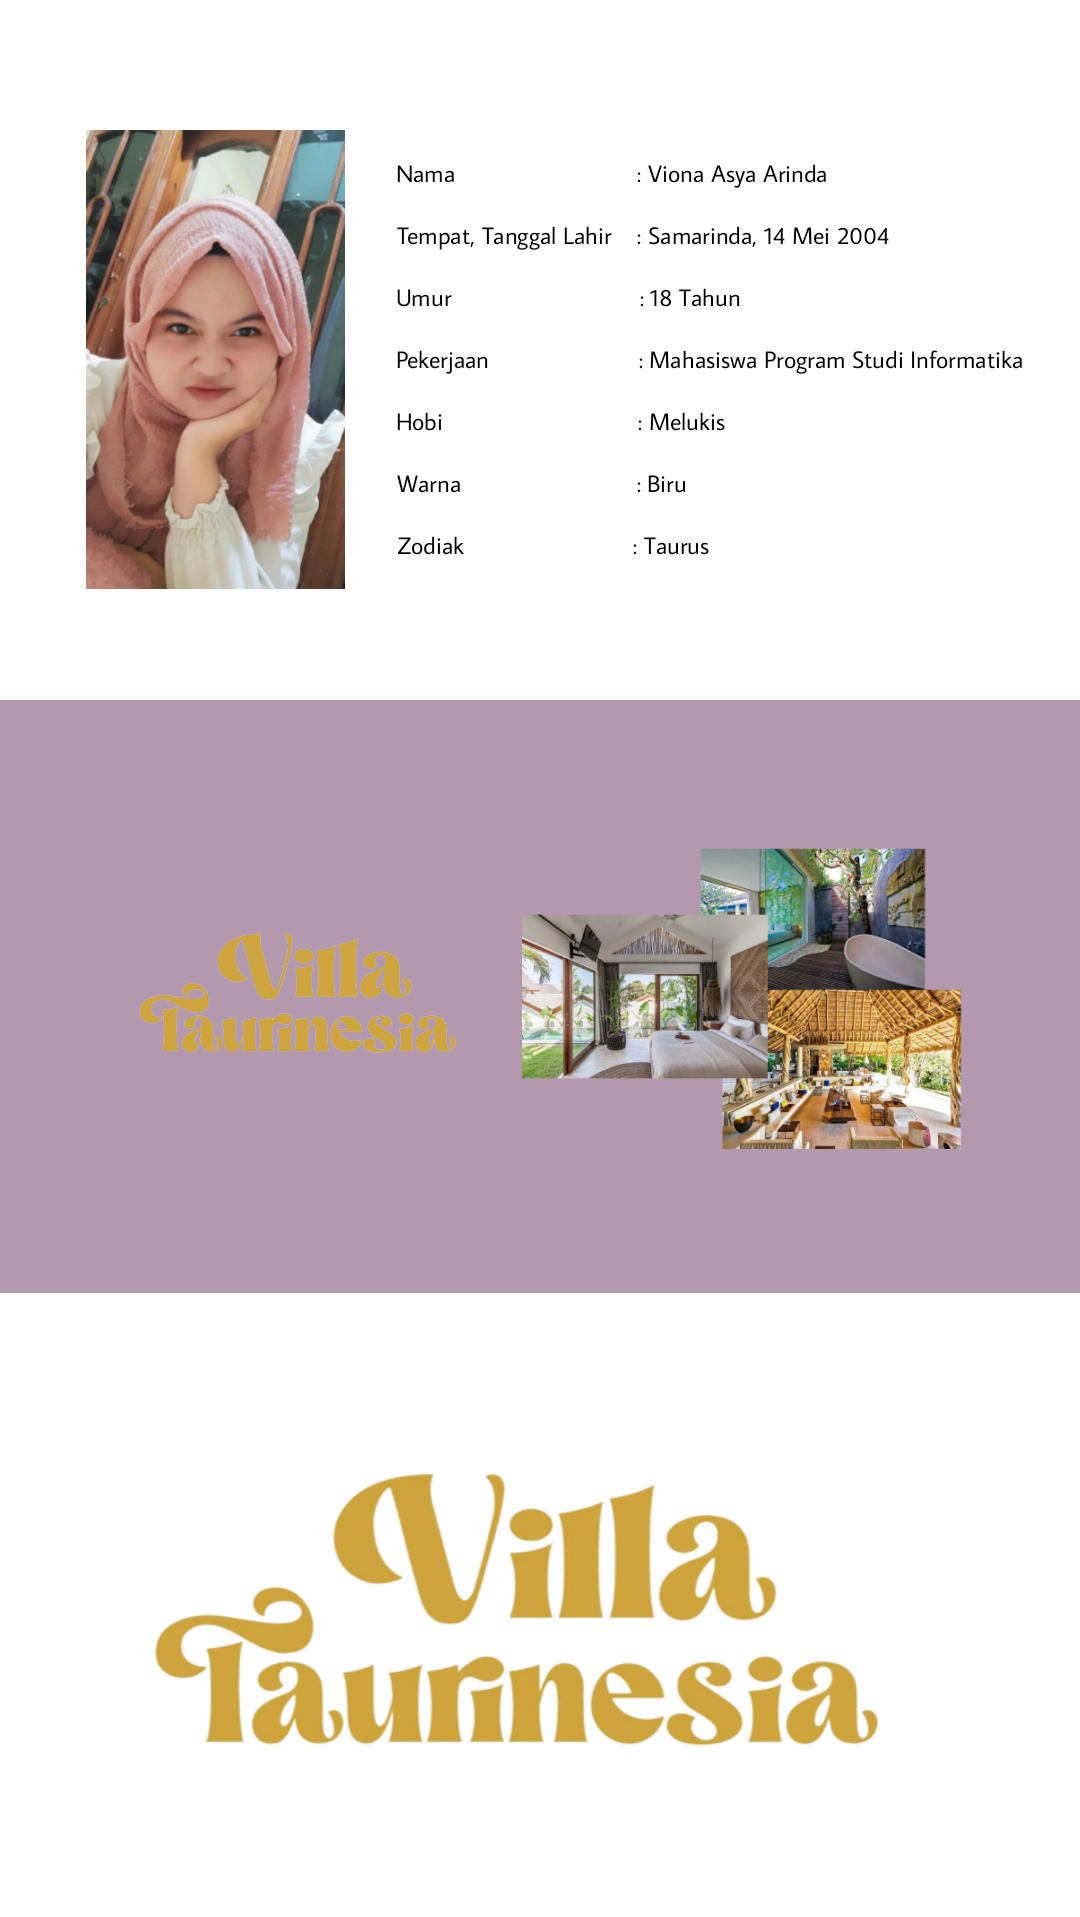 Nama : Viona Asya Arinda
Tempat, Tanggal Lahir : Samarinda, 14 Mei 2004
Umur : 18 Tahun
Pekerjaan : Mahasiswa Program Studi Informatika
Hobi : Melukis
Warna : Biru
Zodiak : Taurus
Villa
Taurinesia
Villa
Taurinesia